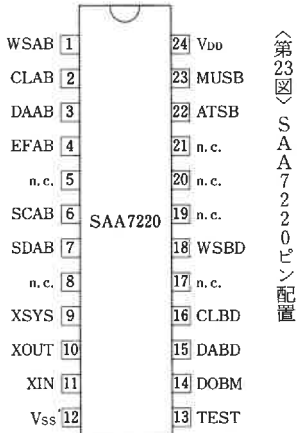 WSAB 1
CLAB 2
DAAB 3
EFAB 4
n.c. 5
SCAB 6
SDAB 7
n.c. 8
XSYS 9
XOUT 10
XIN 11
Vss 12
SAA7220
24 VDD
23 MUSB
22 ATSB
21 n.c.
20 n.c.
19 n.c.
18 WSBD
17 n.c.
16 CLBD
15 DABD
14 DOBM
13 TEST
〈第23図〉SAA7220ピン配置